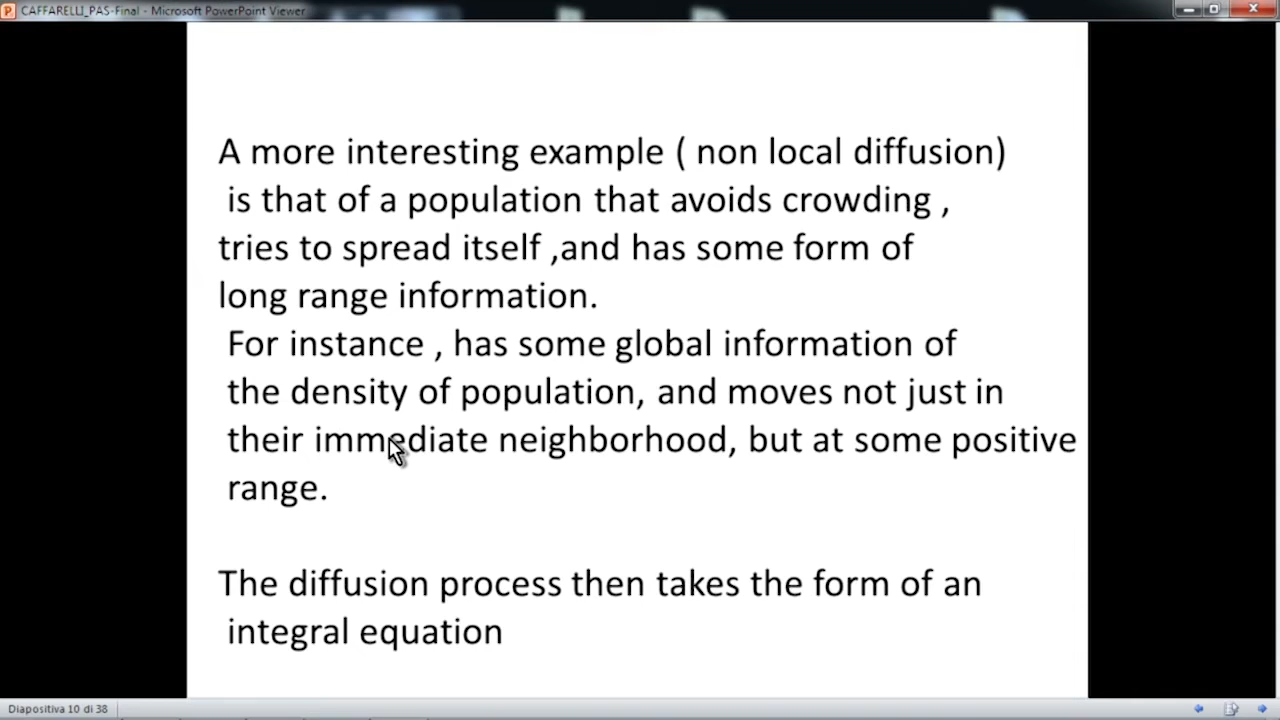 CAFFARELLI_PAS-Final - Microsoft PowerPoint Viewer
A more interesting example ( non local diffusion)
is that of a population that avoids crowding ,
tries to spread itself ,and has some form of
long range information.
For instance , has some global information of
the density of population, and moves not just in
their immediate neighborhood, but at some positive
range.
The diffusion process then takes the form of an
integral equation
Diapositiva 10 di 38